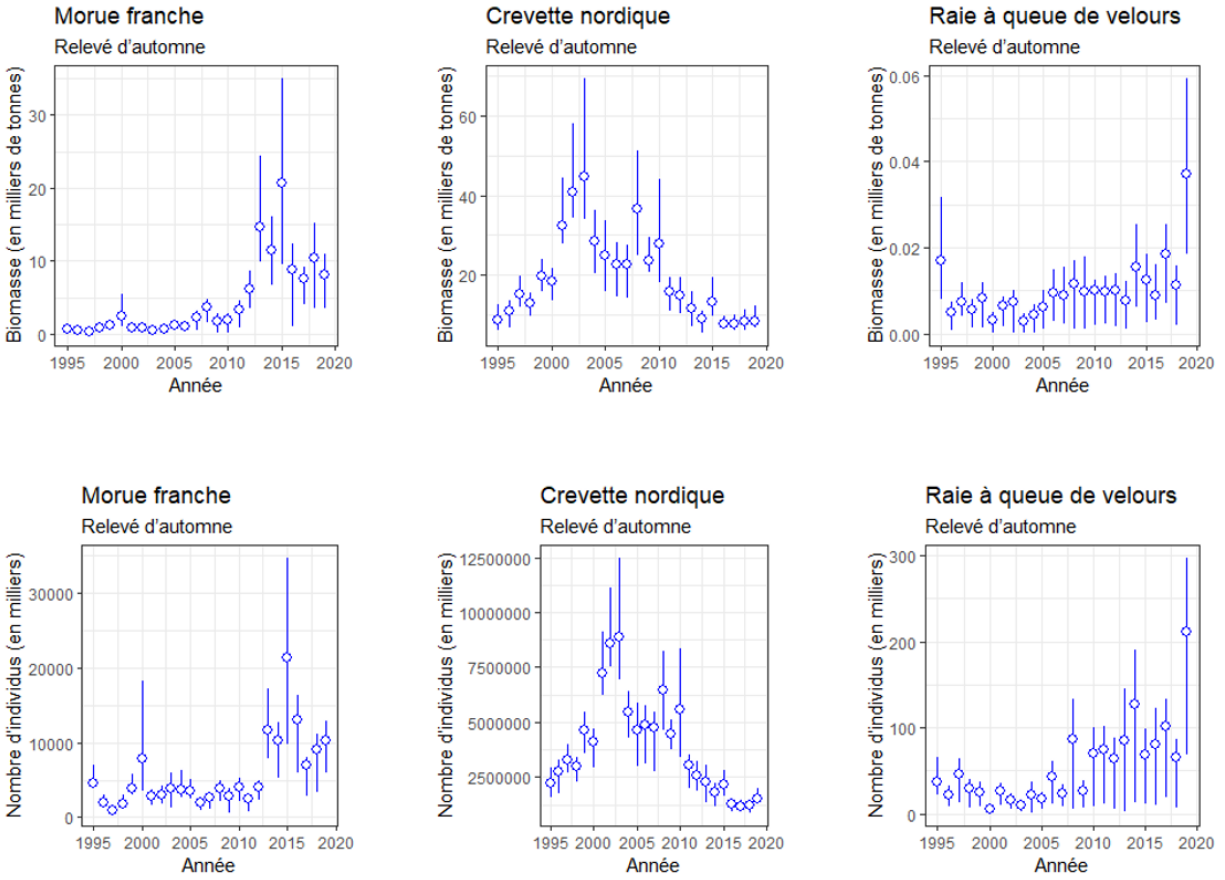 Morue franche
Relevé d'automne
Biomasse (en milliers de tonnes)
30
20
10
0
1995 2000 2005 2010 2015 2020
Année
Crevette nordique
Relevé d'automne
Biomasse (en milliers de tonnes)
60
40
20
1995 2000 2005 2010 2015 2020
Année
Raie à queue de velours
Relevé d'automne
Biomasse (en milliers de tonnes)
0.06
0.04
0.02
0.00
1995 2000 2005 2010 2015 2020
Année
Morue franche
Relevé d'automne
Nombre d'individus (en milliers)
30000
20000
10000
0
1995 2000 2005 2010 2015 2020
Année
Crevette nordique
Relevé d'automne
Nombre d'individus (en milliers)
12500000
10000000
7500000
5000000
2500000
1995 2000 2005 2010 2015 2020
Année
Raie à queue de velours
Relevé d'automne
Nombre d'individus (en milliers)
300
200
100
0
1995 2000 2005 2010 2015 2020
Année